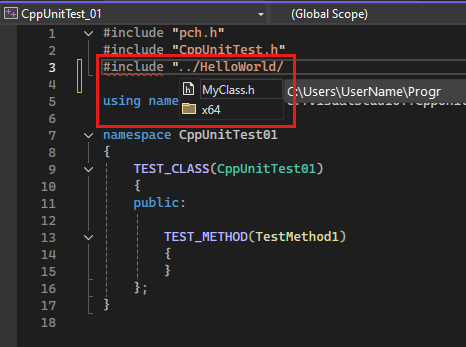 CppUnitTest_01 (Global Scope)
1 #include "pch.h"
2 #include "CppUnitTest.h"
3 #include "../HelloWorld/
4 MyClass.h C:\Users\UserName\Progr
5 using name
x64
6
7 namespace CppUnitTest01
8 {
9 TEST_CLASS(CppUnitTest01)
10 {
11 public:
12
13 TEST_METHOD(TestMethod1)
14 {
15 }
16 };
17 }
18